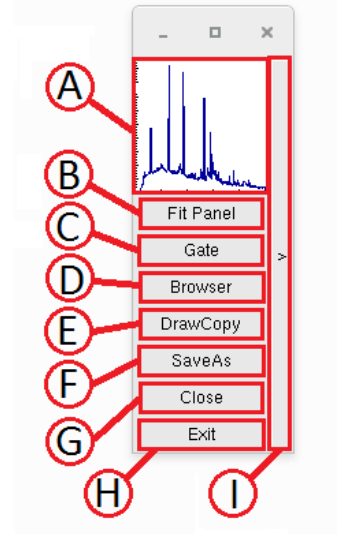 A
B
Fit Panel
C
Gate
>
D
Browser
E
DrawCopy
F
SaveAs
G
Close
Exit
H
I